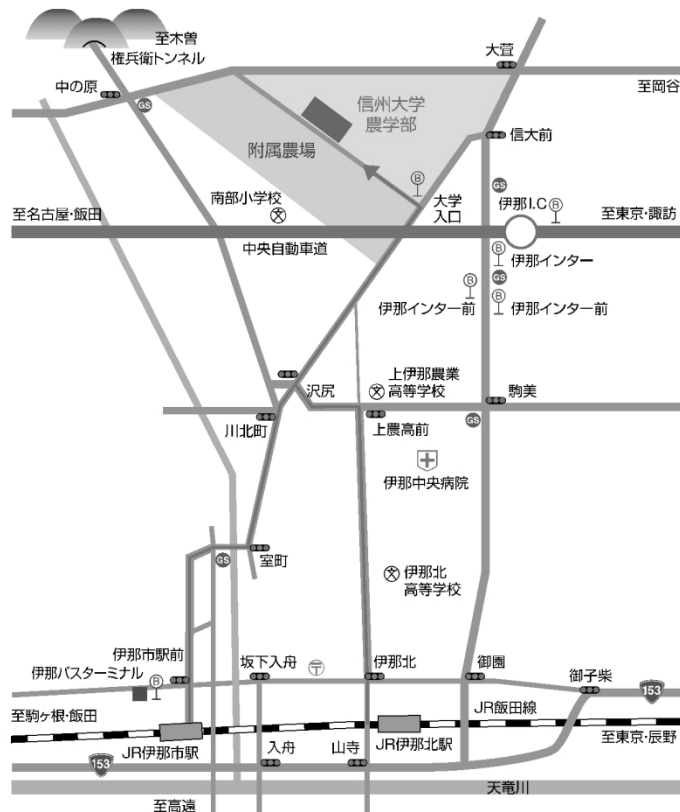 至木曽
権兵衛トンネル
大萱
中の原
至岡谷
GS
信州大学
農学部
信大前
附属農場
B
GS
南部小学校
文
大学
入口
伊那I.C
B
至名古屋・飯田
至東京・諏訪
中央自動車道
B
伊那インター
B
GS
伊那インター前
B
伊那インター前
沢尻
文
上伊那農業
高等学校
駒美
川北町
上農高前
GS
伊那中央病院
室町
GS
文
伊那北
高等学校
伊那市駅前
坂下入舟
〒
伊那北
御園
伊那バスターミナル
B
御子柴
153
至駒ヶ根・飯田
JR飯田線
JR伊那市駅
入舟
山寺
JR伊那北駅
至東京・辰野
153
天竜川
至高遠